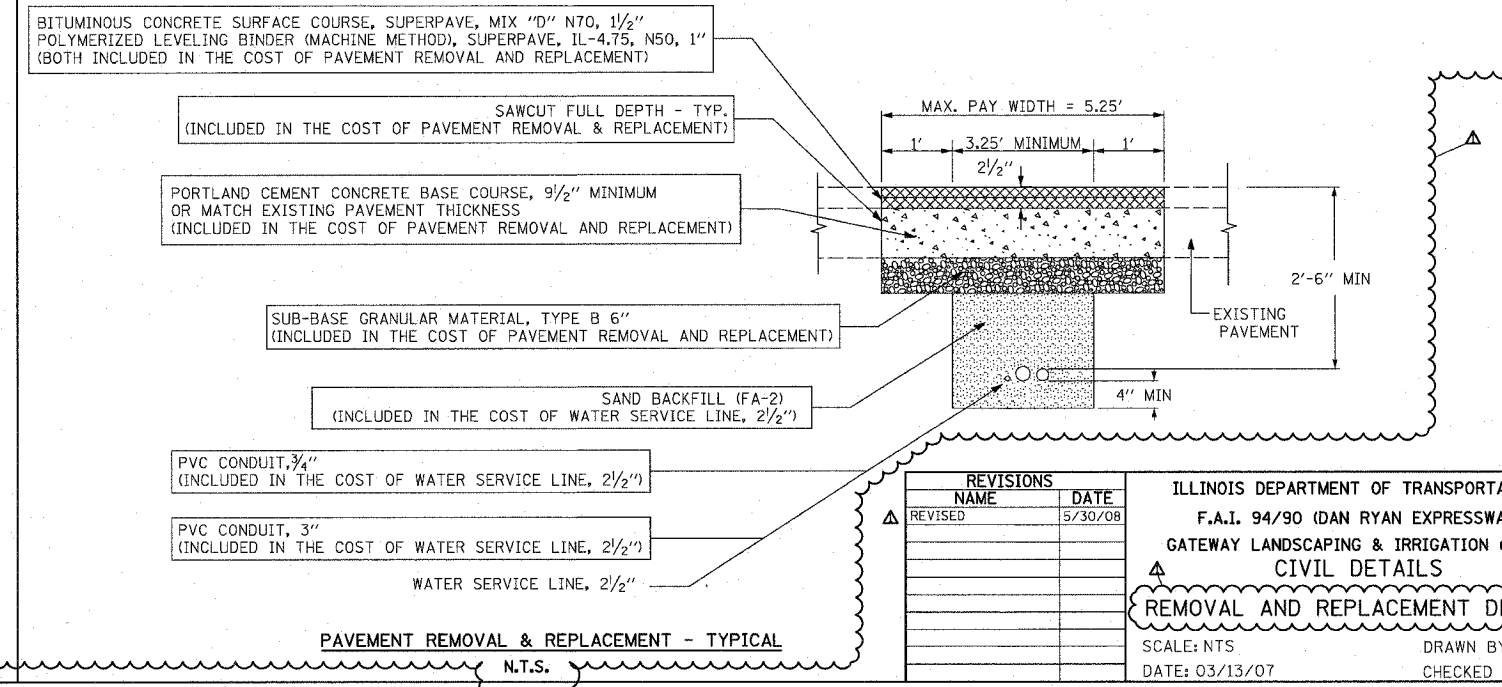 BITUMINOUS CONCRETE SURFACE COURSE, SUPERPAVE, MIX "D" N70, 1½"
POLYMERIZED LEVELING BINDER (MACHINE METHOD), SUPERPAVE, IL-4.75, N50, 1"
(BOTH INCLUDED IN THE COST OF PAVEMENT REMOVAL AND REPLACEMENT)
SAWCUT FULL DEPTH - TYP.
(INCLUDED IN THE COST OF PAVEMENT REMOVAL & REPLACEMENT)
PORTLAND CEMENT CONCRETE BASE COURSE, 9½" MINIMUM
OR MATCH EXISTING PAVEMENT THICKNESS
(INCLUDED IN THE COST OF PAVEMENT REMOVAL AND REPLACEMENT)
SUB-BASE GRANULAR MATERIAL, TYPE B 6"
(INCLUDED IN THE COST OF PAVEMENT REMOVAL AND REPLACEMENT)
SAND BACKFILL (FA-2)
(INCLUDED IN THE COST OF WATER SERVICE LINE, 2½")
PVC CONDUIT,¾"
(INCLUDED IN THE COST OF WATER SERVICE LINE, 2½")
PVC CONDUIT, 3"
(INCLUDED IN THE COST OF WATER SERVICE LINE, 2½")
WATER SERVICE LINE, 2½"
MAX. PAY WIDTH = 5.25'
1' 3.25' MINIMUM 1'
2½"
2'-6" MIN
EXISTING
PAVEMENT
4" MIN
1
PAVEMENT REMOVAL & REPLACEMENT - TYPICAL
N.T.S.
REVISIONS
NAME DATE
1 REVISED 5/30/08
ILLINOIS DEPARTMENT OF TRANSPORTA
F.A.I. 94/90 (DAN RYAN EXPRESSWA
GATEWAY LANDSCAPING & IRRIGATION
1 CIVIL DETAILS
REMOVAL AND REPLACEMENT
SCALE: NTS DRAWN BY
DATE: 03/13/07 CHECKED